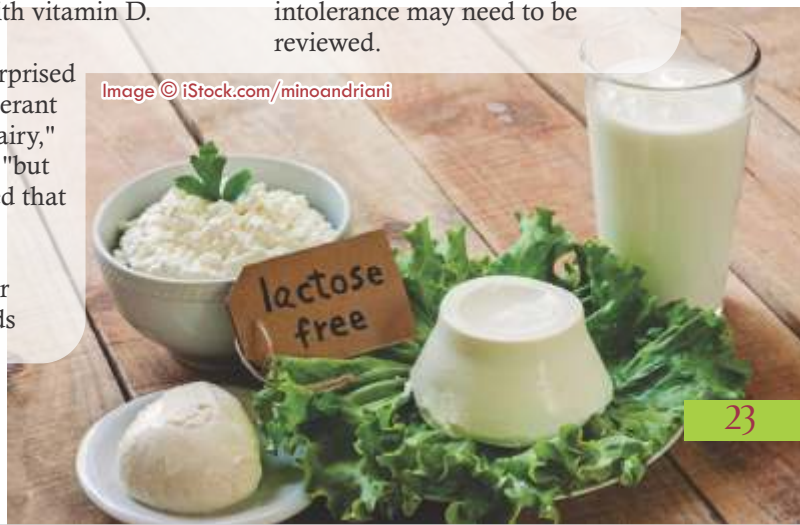 ith vitamin D.
rprised
erant
airy,"
"but
d that
r
ds
intolerance may need to be
reviewed.
Image © iStock.com/minoandriani
lactose
free
23